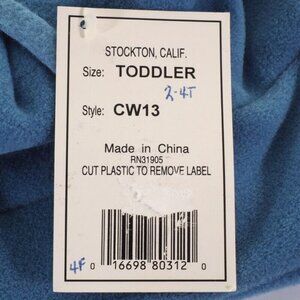 STOCKTON, CALIF.
Size: TODDLER
2-4T
Style: CW13
Made in China
RN31905
CUT PLASTIC TO REMOVE LABEL
4F
0 16698 80312 0